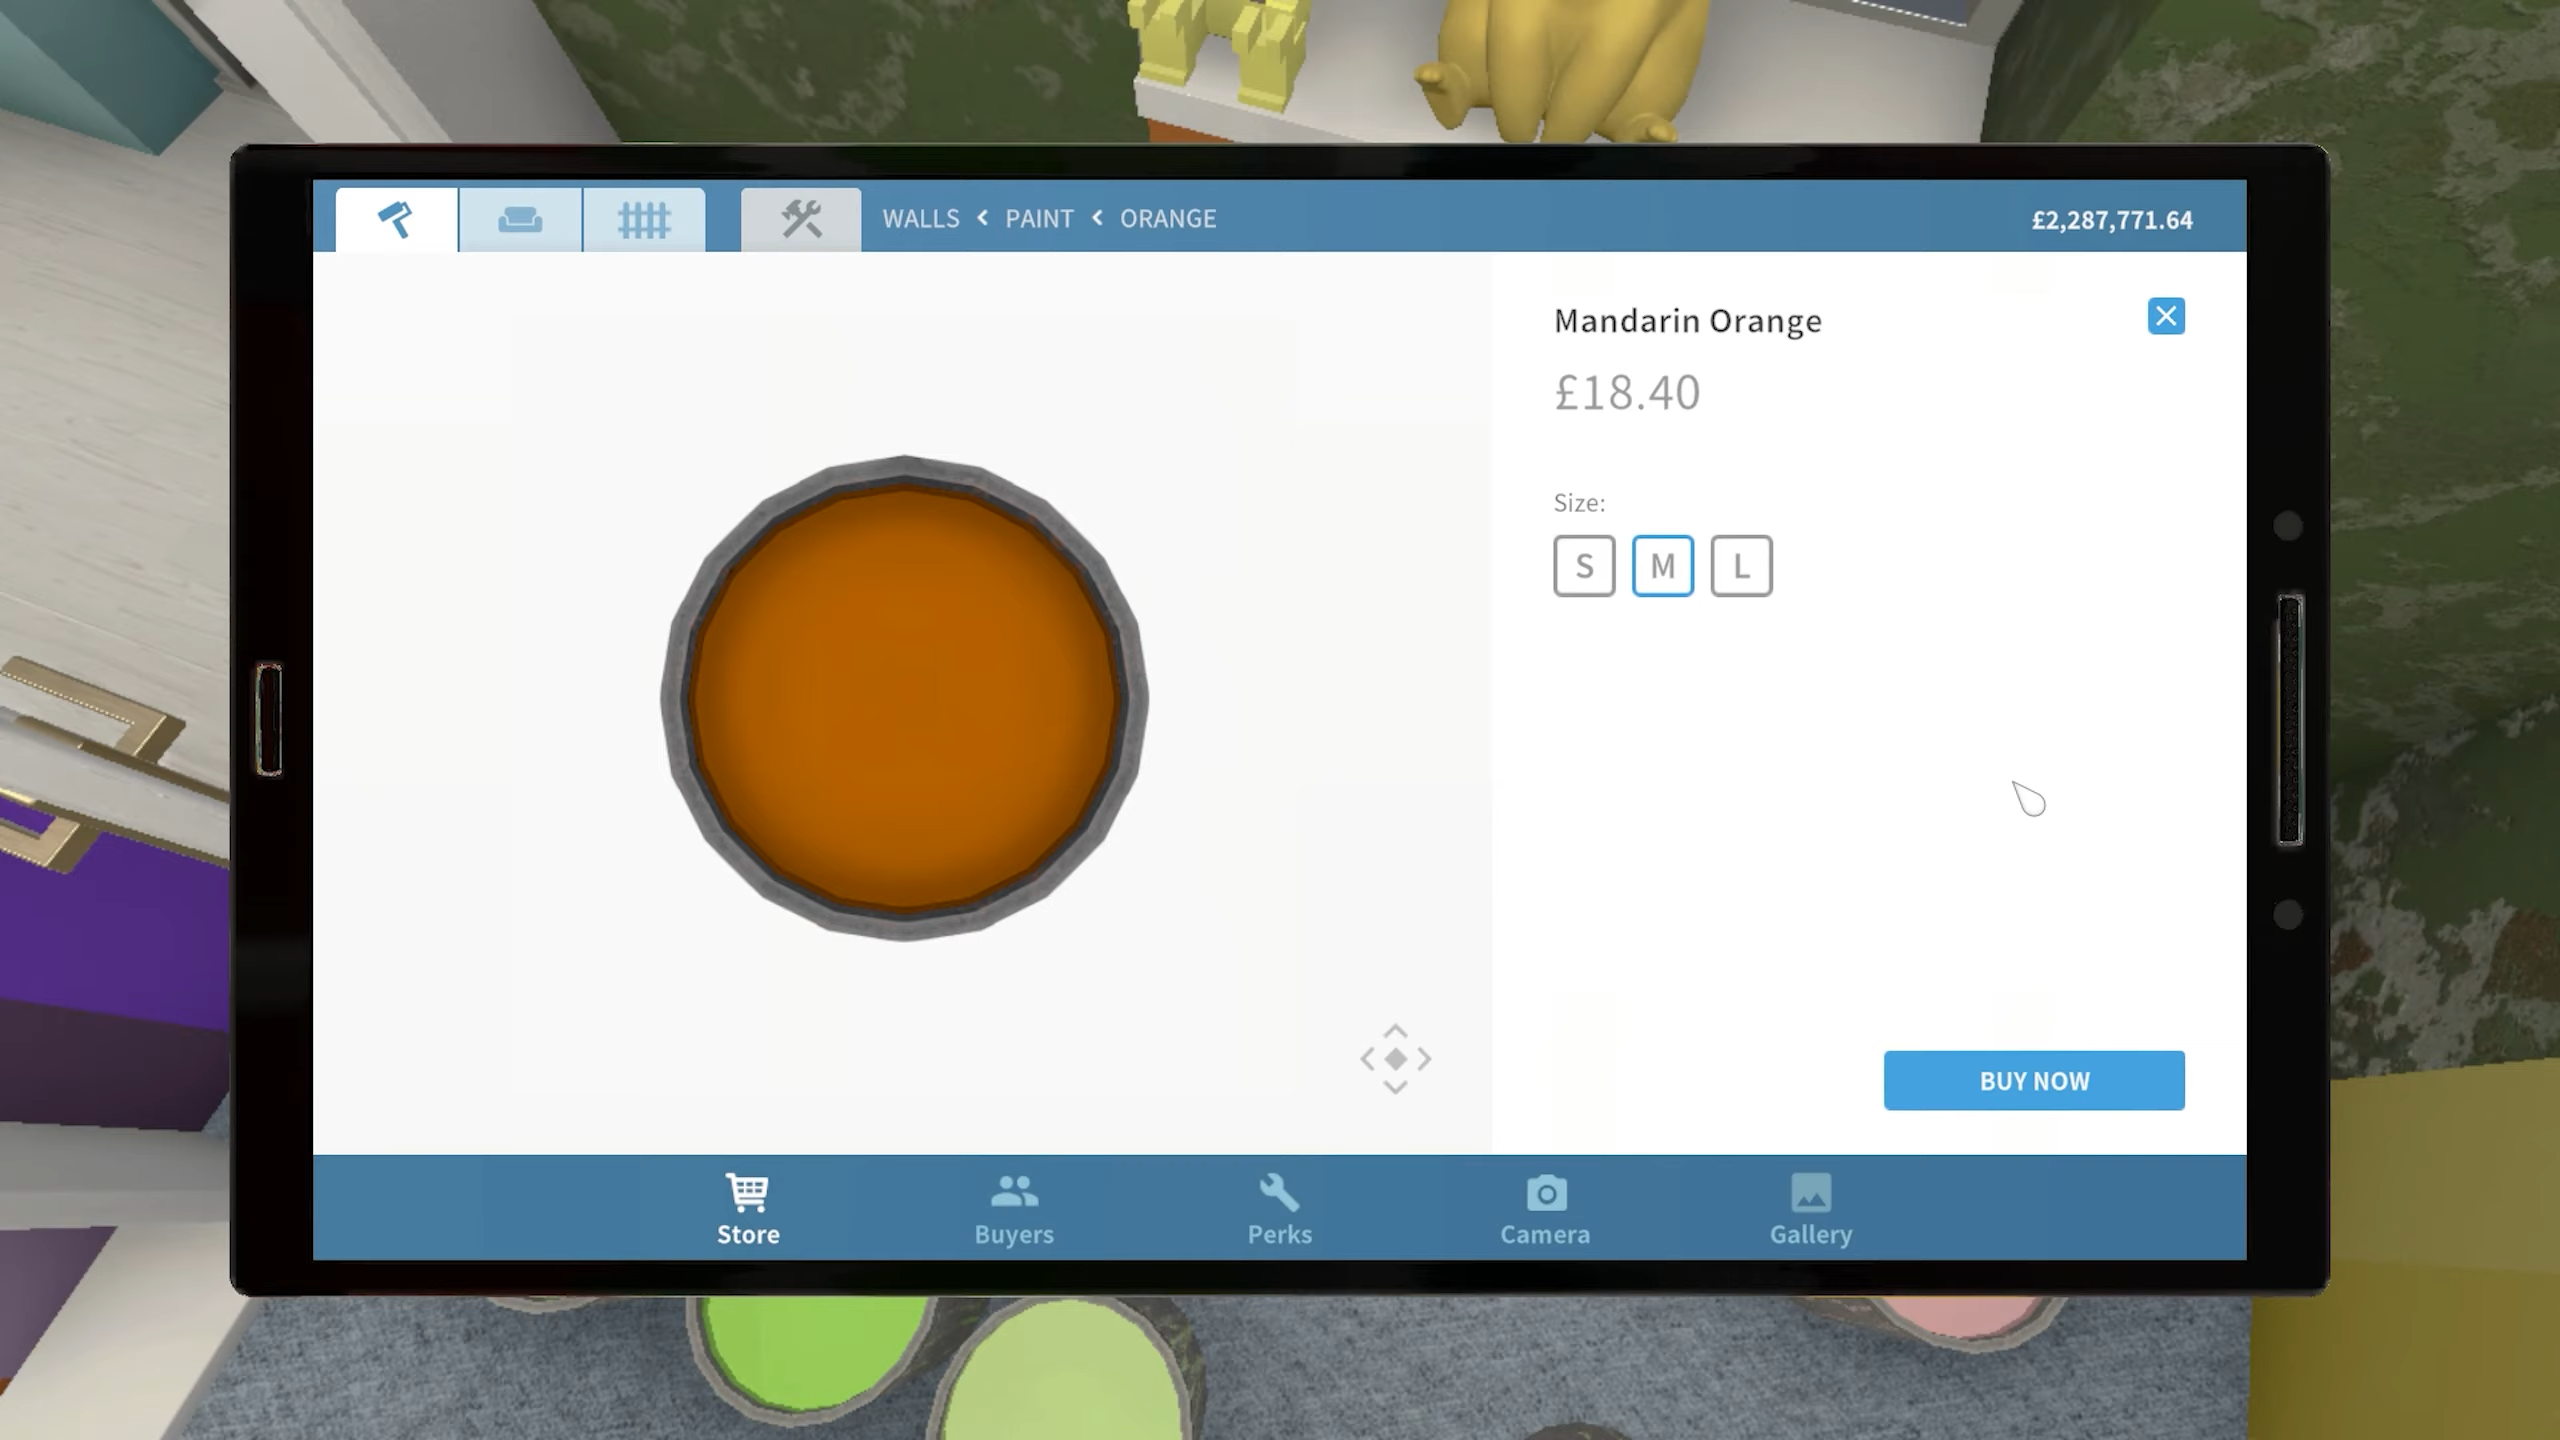 WALLS < PAINT < ORANGE
£2,287,771.64
Mandarin Orange
£18.40
Size:
S M L
BUY NOW
Store Buyers Perks Camera Gallery